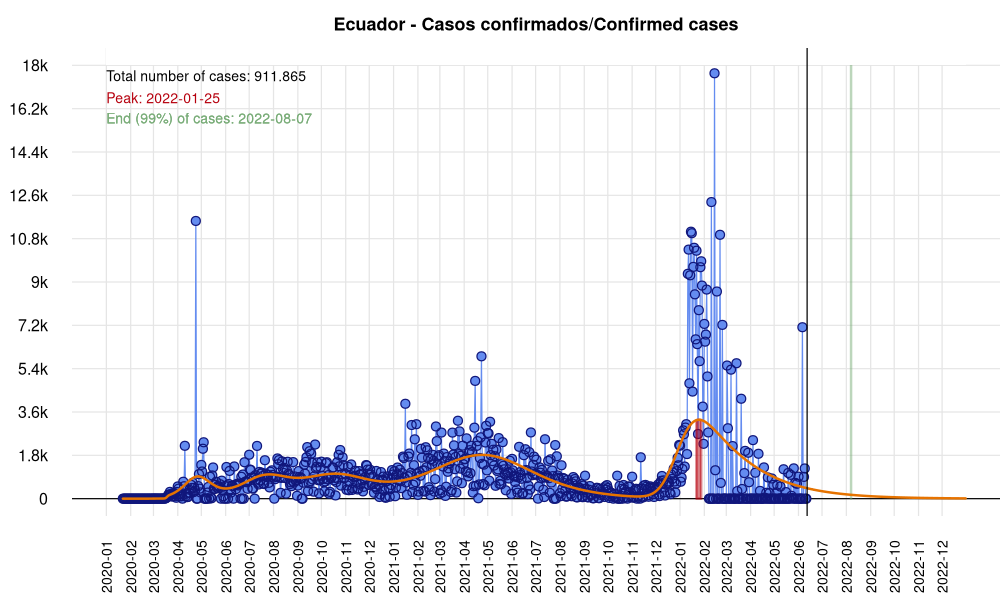 Ecuador - Casos confirmados/Confirmed cases
18k
16.2k
14.4k
12.6k
10.8k
9k
7.2k
5.4k
3.6k
1.8k
0
Total number of cases: 911.865
Peak: 2022-01-25
End (99%) of cases: 2022-08-07
2020-01
2020-02
2020-03
2020-04
2020-05
2020-06
2020-07
2020-08
2020-09
2020-10
2020-11
2020-12
2021-01
2021-03
2021-03
2021-04
2021-05
2021-06
2021-07
2021-08
2021-09
2021-10
2021-11
2021-12
2022-01
2022-02
2022-04
2022-04
2022-05
2022-06
2022-07
2022-08
2022-09
2022-10
2022-11
2022-12